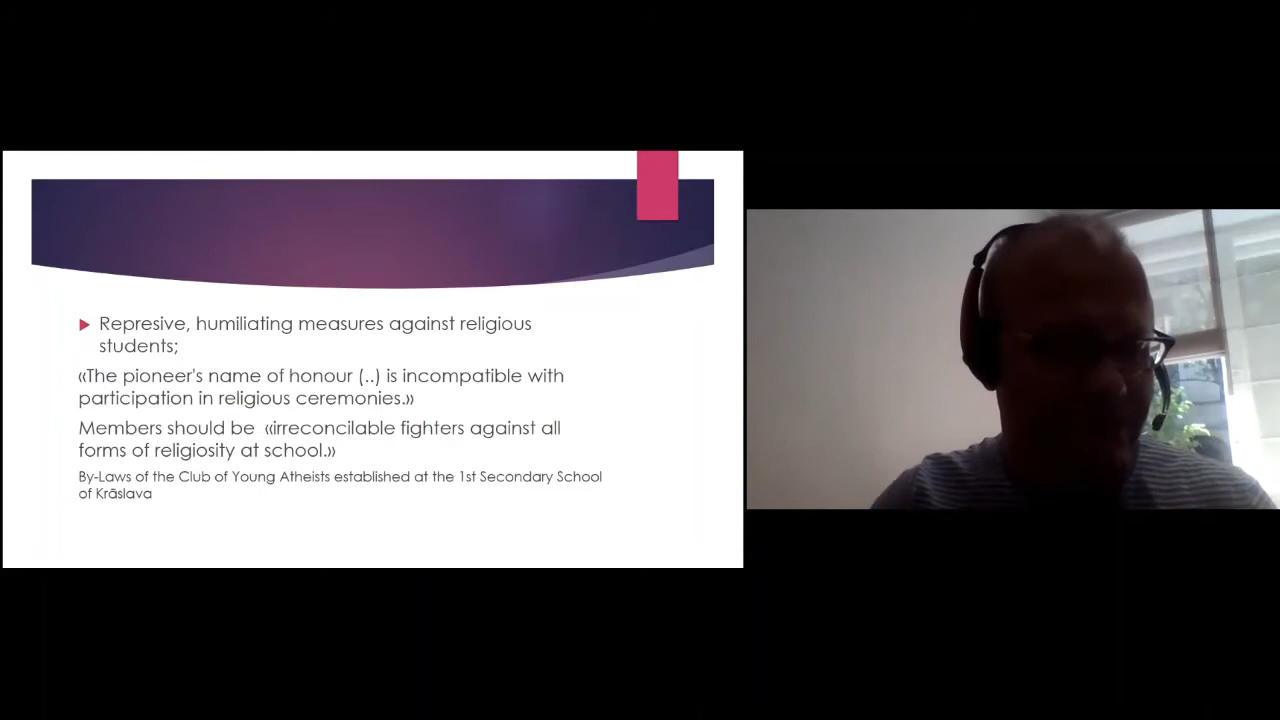 Represive, humiliating measures against religious
students;
«The pioneer's name of honour (..) is incompatible with
participation in religious ceremonies.»
Members should be «irreconcilable fighters against all
forms of religiosity at school.»
By-Laws of the Club of Young Atheists established at the 1st Secondary School
of Krāslava